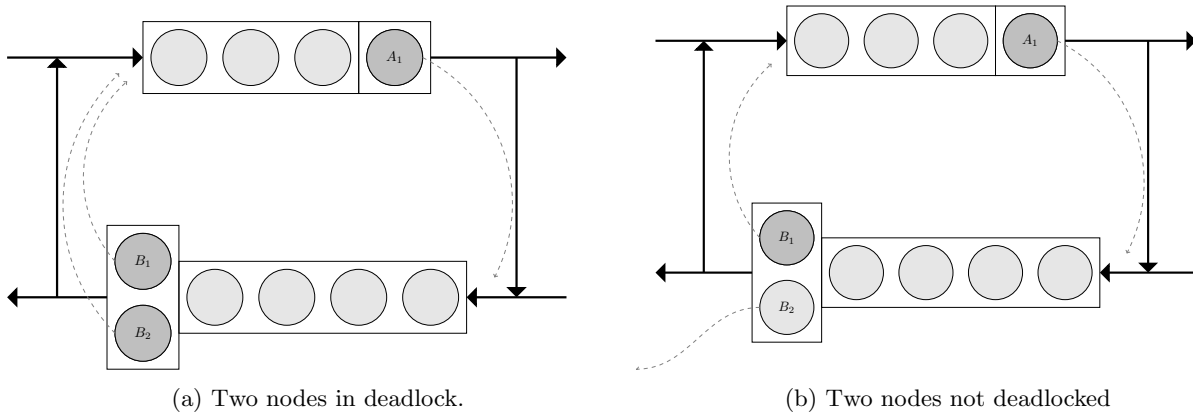 A₁
B₁
B₂
(a) Two nodes in deadlock.
A₁
B₁
B₂
(b) Two nodes not deadlocked